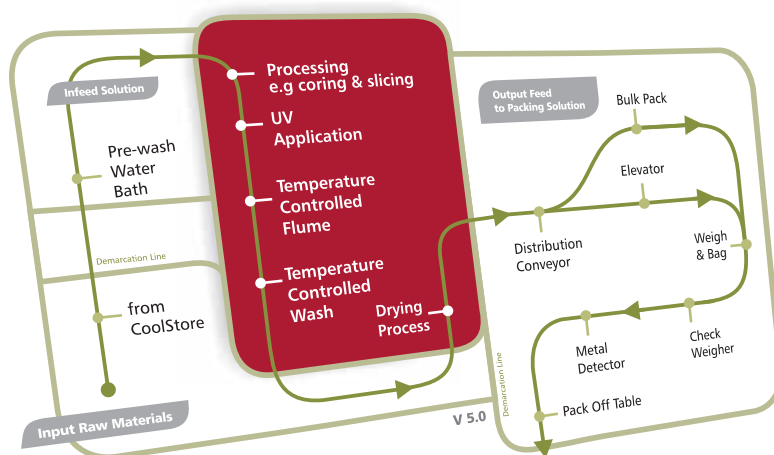 Infeed Solution
Pre-wash
Water
Bath
Demarcation Line
from
CoolStore
Input Raw Materials
Processing
e.g coring & slicing
UV
Application
Temperature
Controlled
Flume
Temperature
Controlled
Wash
Drying
Process
V 5.0
Output Feed
to Packing Solution
Bulk Pack
Elevator
Distribution
Conveyor
Weigh
& Bag
Check
Weigher
Metal
Detector
Demarcation Line
Pack Off Table